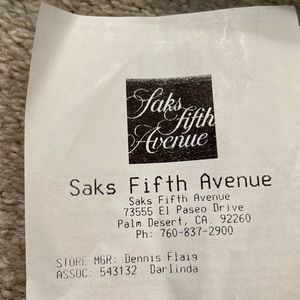 Saks
Fifth
Avenue
Saks Fifth Avenue
Saks Fifth Avenue
73555 El Paseo Drive
Palm Desert, CA. 92260
Ph: 760-837-2900
STORE MGR: Dennis Flaig
ASSOC: 543132 Darlinda